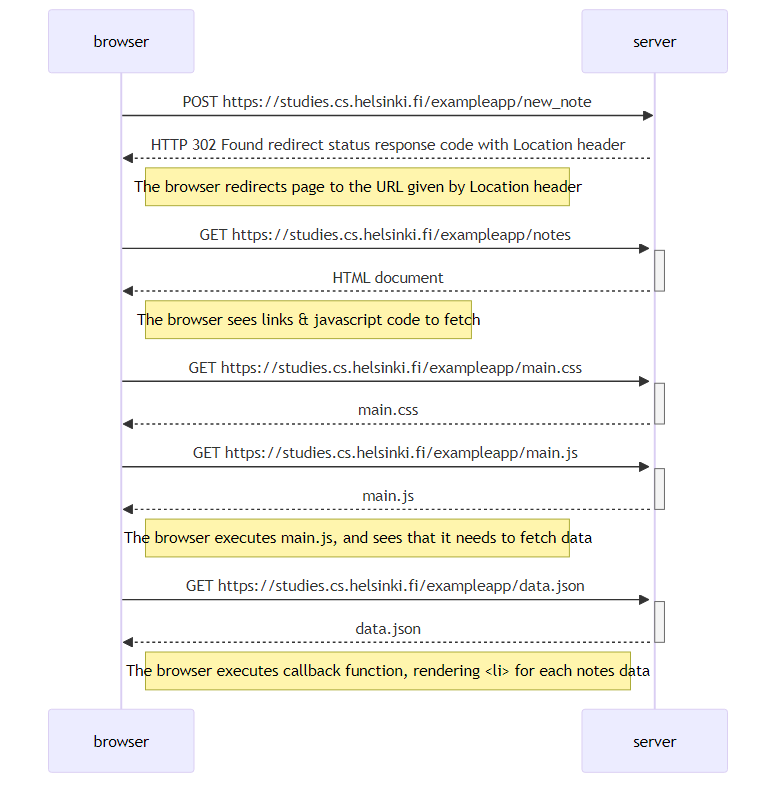 browser server
POST https://studies.cs.helsinki.fi/exampleapp/new_note
HTTP 302 Found redirect status response code with Location header
The browser redirects page to the URL given by Location header
GET https://studies.cs.helsinki.fi/exampleapp/notes
HTML document
The browser sees links & javascript code to fetch
GET https://studies.cs.helsinki.fi/exampleapp/main.css
main.css
GET https://studies.cs.helsinki.fi/exampleapp/main.js
main.js
The browser executes main.js, and sees that it needs to fetch data
GET https://studies.cs.helsinki.fi/exampleapp/data.json
data.json
The browser executes callback function, rendering <li> for each notes data
browser server